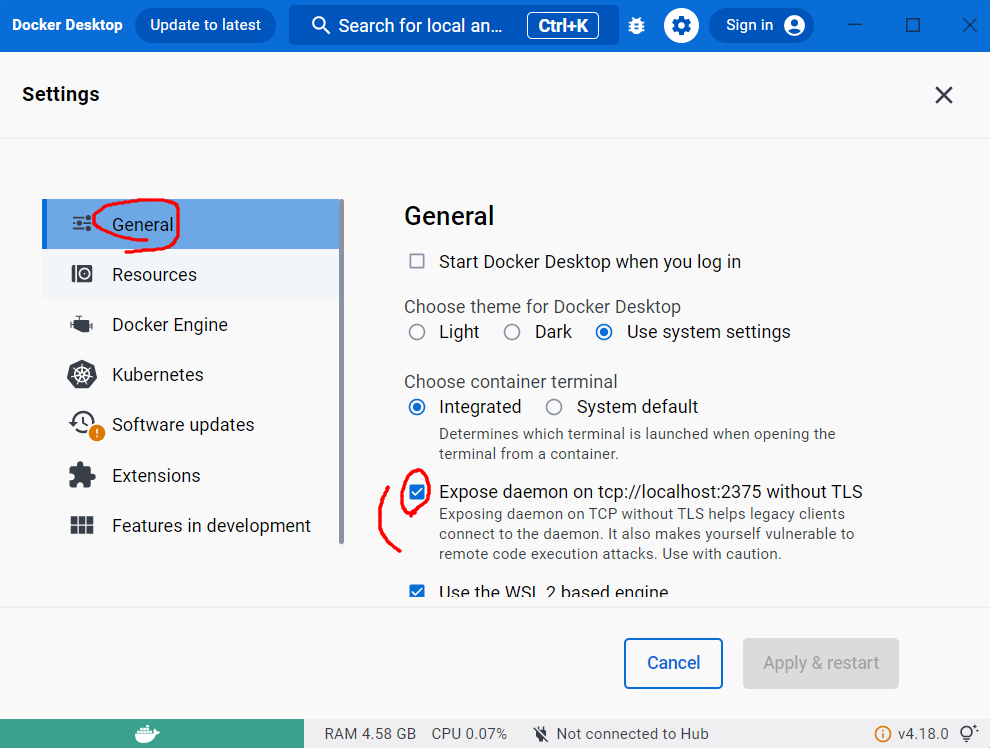 Docker Desktop Update to latest Search for local an... Ctrl+K Sign in
Settings
General
Resources
Docker Engine
Kubernetes
Software updates
Extensions
Features in development
General
Start Docker Desktop when you log in
Choose theme for Docker Desktop
Light Dark Use system settings
Choose container terminal
Integrated System default
Determines which terminal is launched when opening the
terminal from a container.
Expose daemon on tcp://localhost:2375 without TLS
Exposing daemon on TCP without TLS helps legacy clients
connect to the daemon. It also makes yourself vulnerable to
remote code execution attacks. Use with caution.
Use the WSL 2 based engine
Cancel Apply & restart
RAM 4.58 GB CPU 0.07% Not connected to Hub v4.18.0